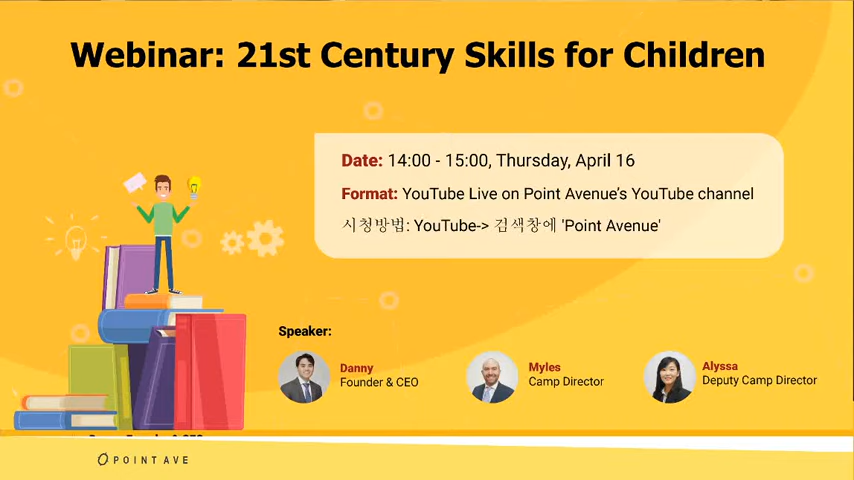 Webinar: 21st Century Skills for Children
Date: 14:00 - 15:00, Thursday, April 16
Format: YouTube Live on Point Avenue's YouTube channel
시청방법: YouTube-> 검색창에 'Point Avenue'
Speaker:
Danny
Founder & CEO
Myles
Camp Director
Alyssa
Deputy Camp Director
POINT AVE